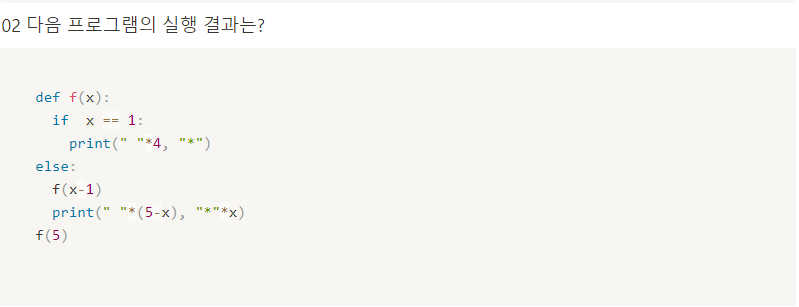 02 다음 프로그램의 실행 결과는?
def f(x):
  if  x == 1:
    print(" "*4, "*")
else:
  f(x-1)
  print(" "*(5-x), "*"*x)
f(5)